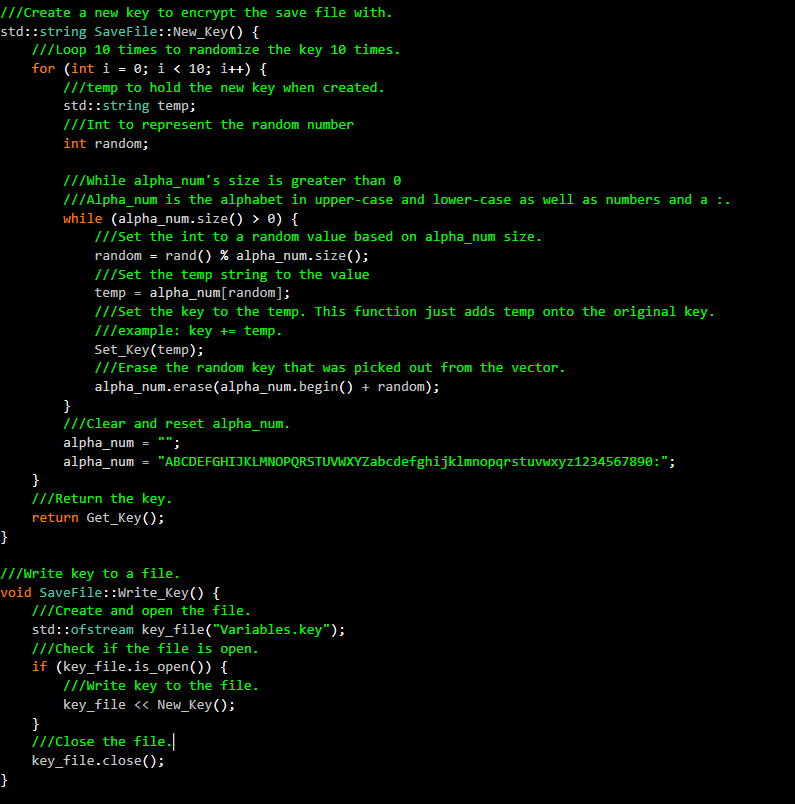 ///Create a new key to encrypt the save file with.
std::string SaveFile::New_Key() {
    ///Loop 10 times to randomize the key 10 times.
    for (int i = 0; i < 10; i++) {
        ///temp to hold the new key when created.
        std::string temp;
        ///Int to represent the random number
        int random;

        ///While alpha_num's size is greater than 0
        ///Alpha_num is the alphabet in upper-case and lower-case as well as numbers and a :.
        while (alpha_num.size() > 0) {
            ///Set the int to a random value based on alpha_num size.
            random = rand() % alpha_num.size();
            ///Set the temp string to the value
            temp = alpha_num[random];
            ///Set the key to the temp. This function just adds temp onto the original key.
            ///example: key += temp.
            Set_Key(temp);
            ///Erase the random key that was picked out from the vector.
            alpha_num.erase(alpha_num.begin() + random);
        }
        ///Clear and reset alpha_num.
        alpha_num = "";
        alpha_num = "ABCDEFGHIJKLMNOPQRSTUVWXYZabcdefghijklmnopqrstuvwxyz1234567890:";
    }
    ///Return the key.
    return Get_Key();
}

///Write key to a file.
void SaveFile::Write_Key() {
    ///Create and open the file.
    std::ofstream key_file("Variables.key");
    ///Check if the file is open.
    if (key_file.is_open()) {
        ///Write key to the file.
        key_file << New_Key();
    }
    ///Close the file.
    key_file.close();
}